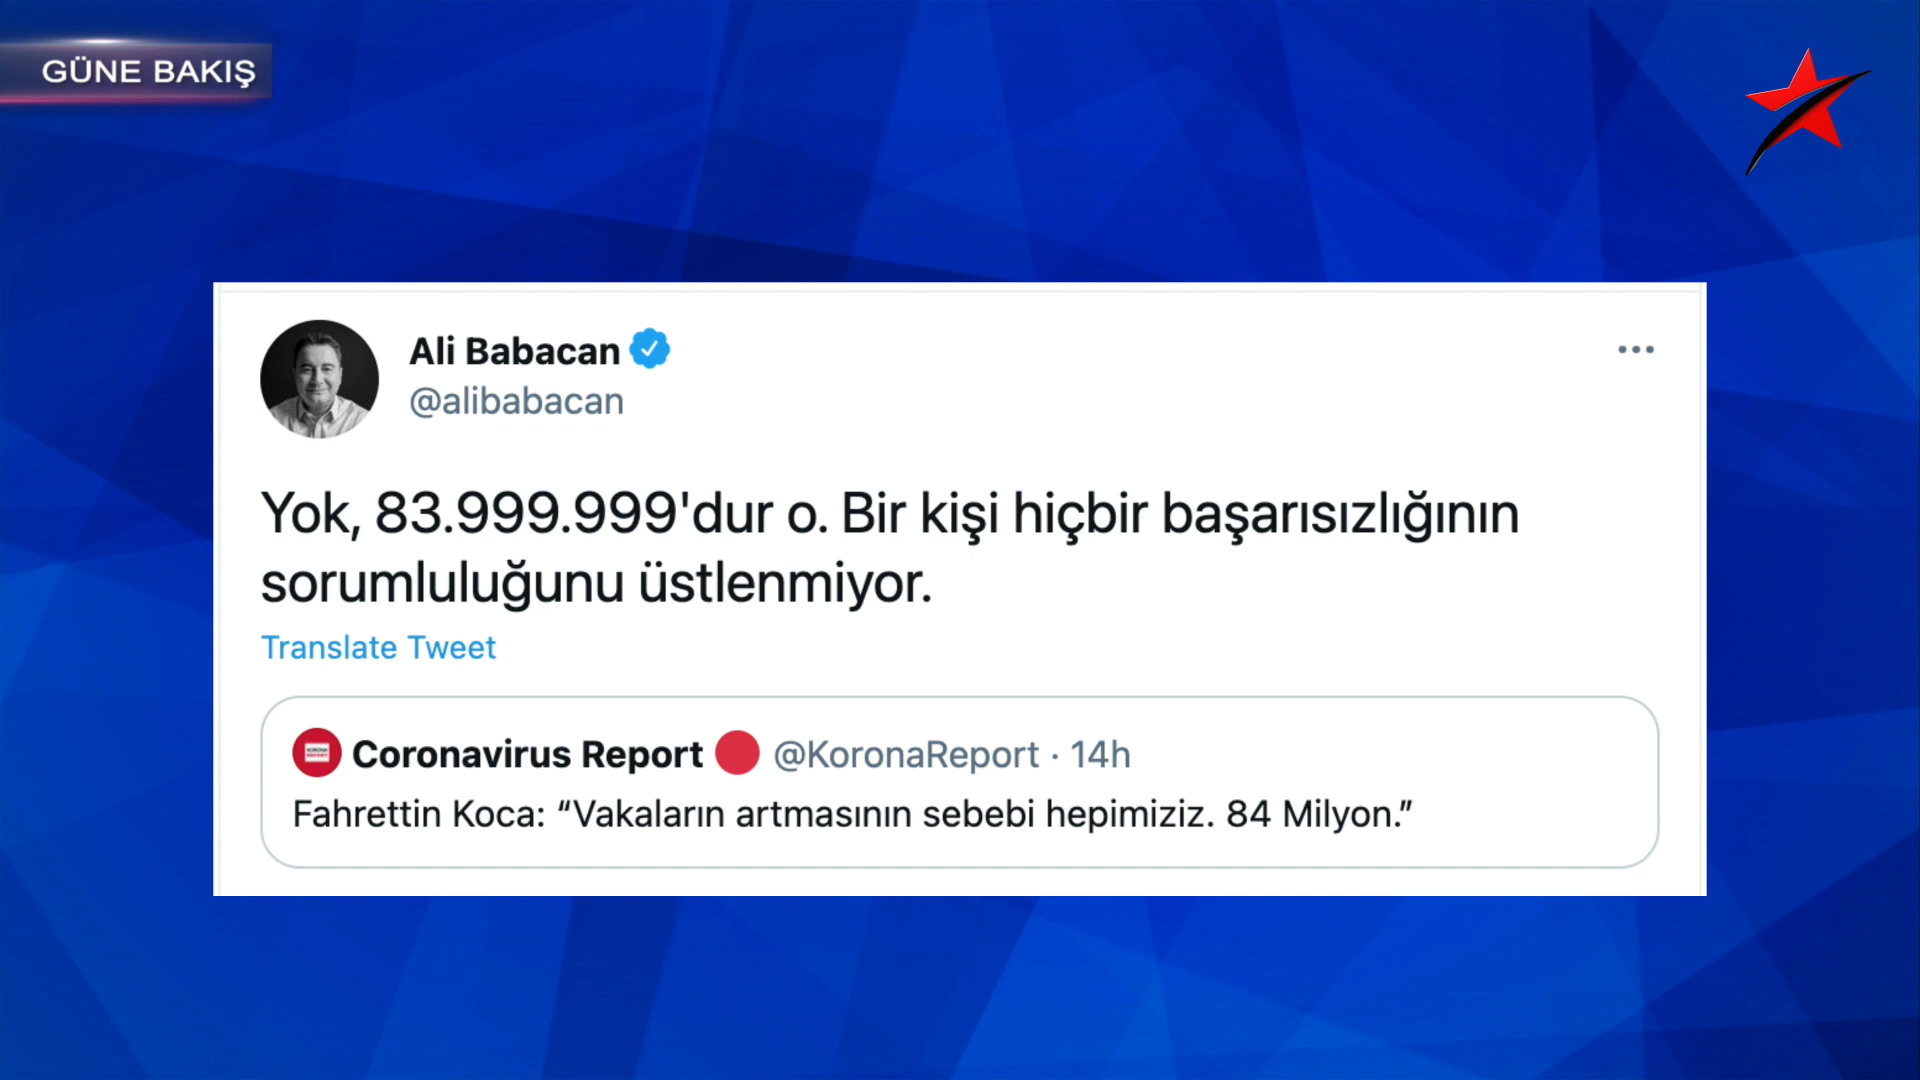 GÜNE BAKIŞ
Ali Babacan
@alibabacan
Yok, 83.999.999'dur o. Bir kişi hiçbir başarısızlığının
sorumluluğunu üstlenmiyor.
Translate Tweet
Coronavirus Report @KoronaReport · 14h
Fahrettin Koca: “Vakaların artmasının sebebi hepimiziz. 84 Milyon.”